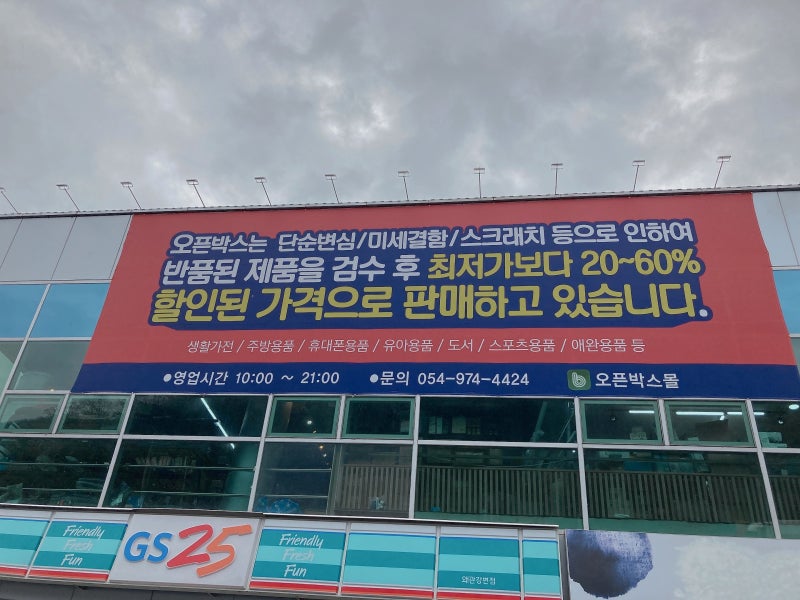 오픈박스는 단순변심/미세결함/스크래치 등으로 인하여
반품된 제품을 검수 후 최저가보다 20~60%
할인된 가격으로 판매하고 있습니다.
생활가전 / 주방용품 / 휴대폰용품 / 유아용품 / 도서 / 스포츠용품 / 애완용품 등
●영업시간 10:00 ~ 21:00 ●문의 054-974-4424 b 오픈박스몰
Friendly
Fresh
Fun
GS25
Friendly
Fresh
Fun
왜관강변점